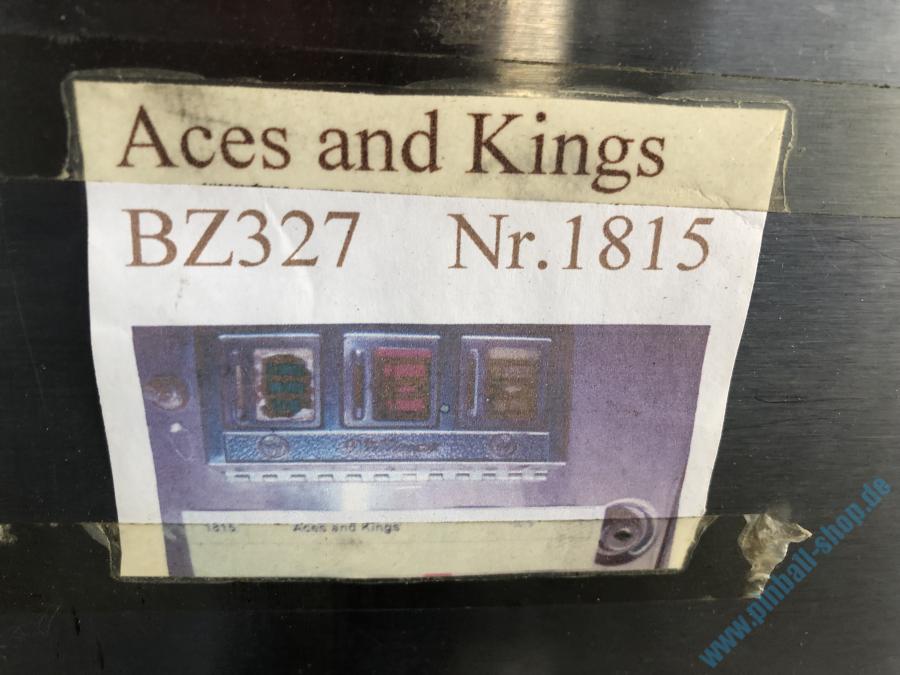 Aces and Kings
BZ327 Nr.1815
1815 Aces and Kings
www.pinball-shop.de